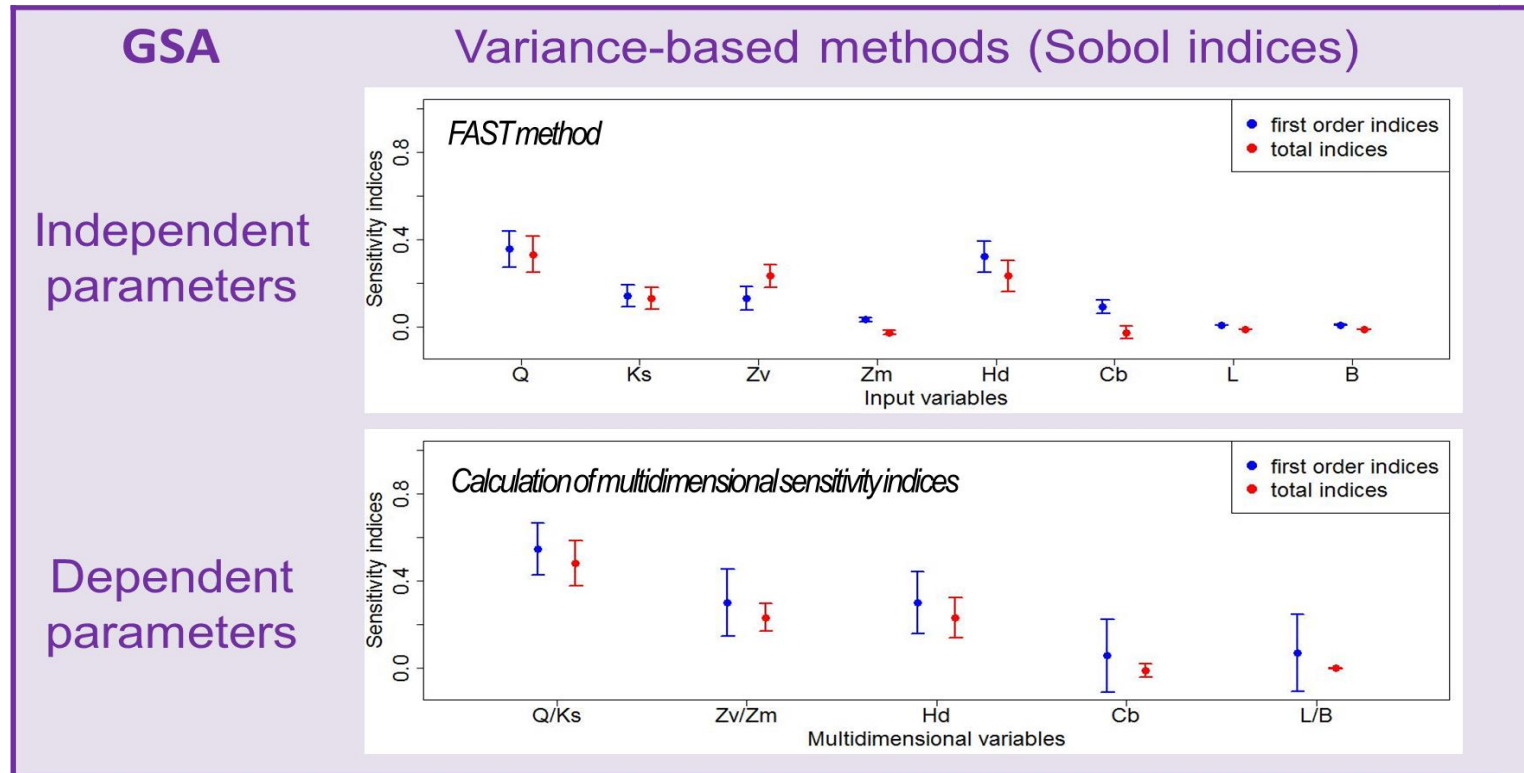 GSA
Variance-based methods (Sobol indices)
Independent
parameters
FAST method
first order indices
total indices
Sensitivity indices
0.8
0.4
0.0
Q Ks Zv Zm Hd Cb L B
Input variables
Dependent
parameters
Calculation of multidimensional sensitivity indices
first order indices
total indices
Sensitivity indices
0.8
0.4
0.0
Q/Ks Zv/Zm Hd Cb L/B
Multidimensional variables